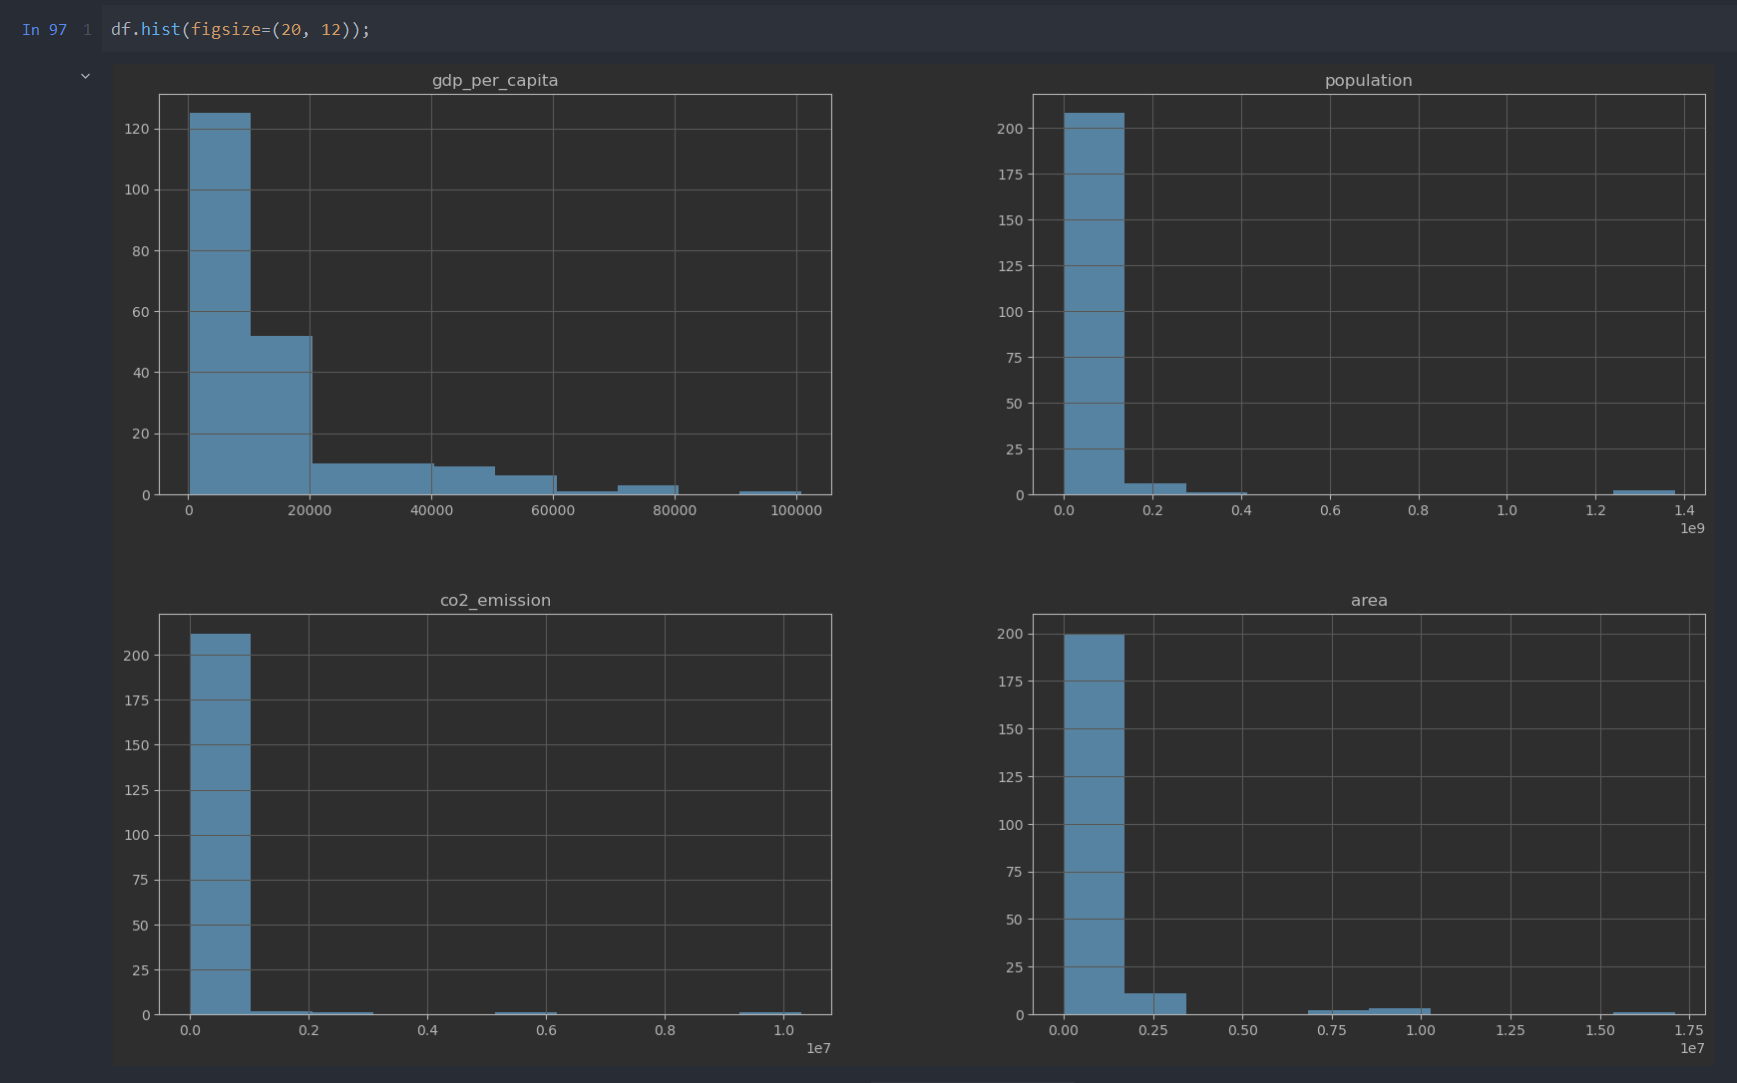 In 97 1 df.hist(figsize=(20, 12));
gdp_per_capita
120
100
80
60
40
20
0
0 20000 40000 60000 80000 100000
population
200
175
150
125
100
75
50
25
0
0.0 0.2 0.4 0.6 0.8 1.0 1.2 1.4
1e9
co2_emission
200
175
150
125
100
75
50
25
0
0.0 0.2 0.4 0.6 0.8 1.0
1e7
area
200
175
150
125
100
75
50
25
0
0.00 0.25 0.50 0.75 1.00 1.25 1.50 1.75
1e7